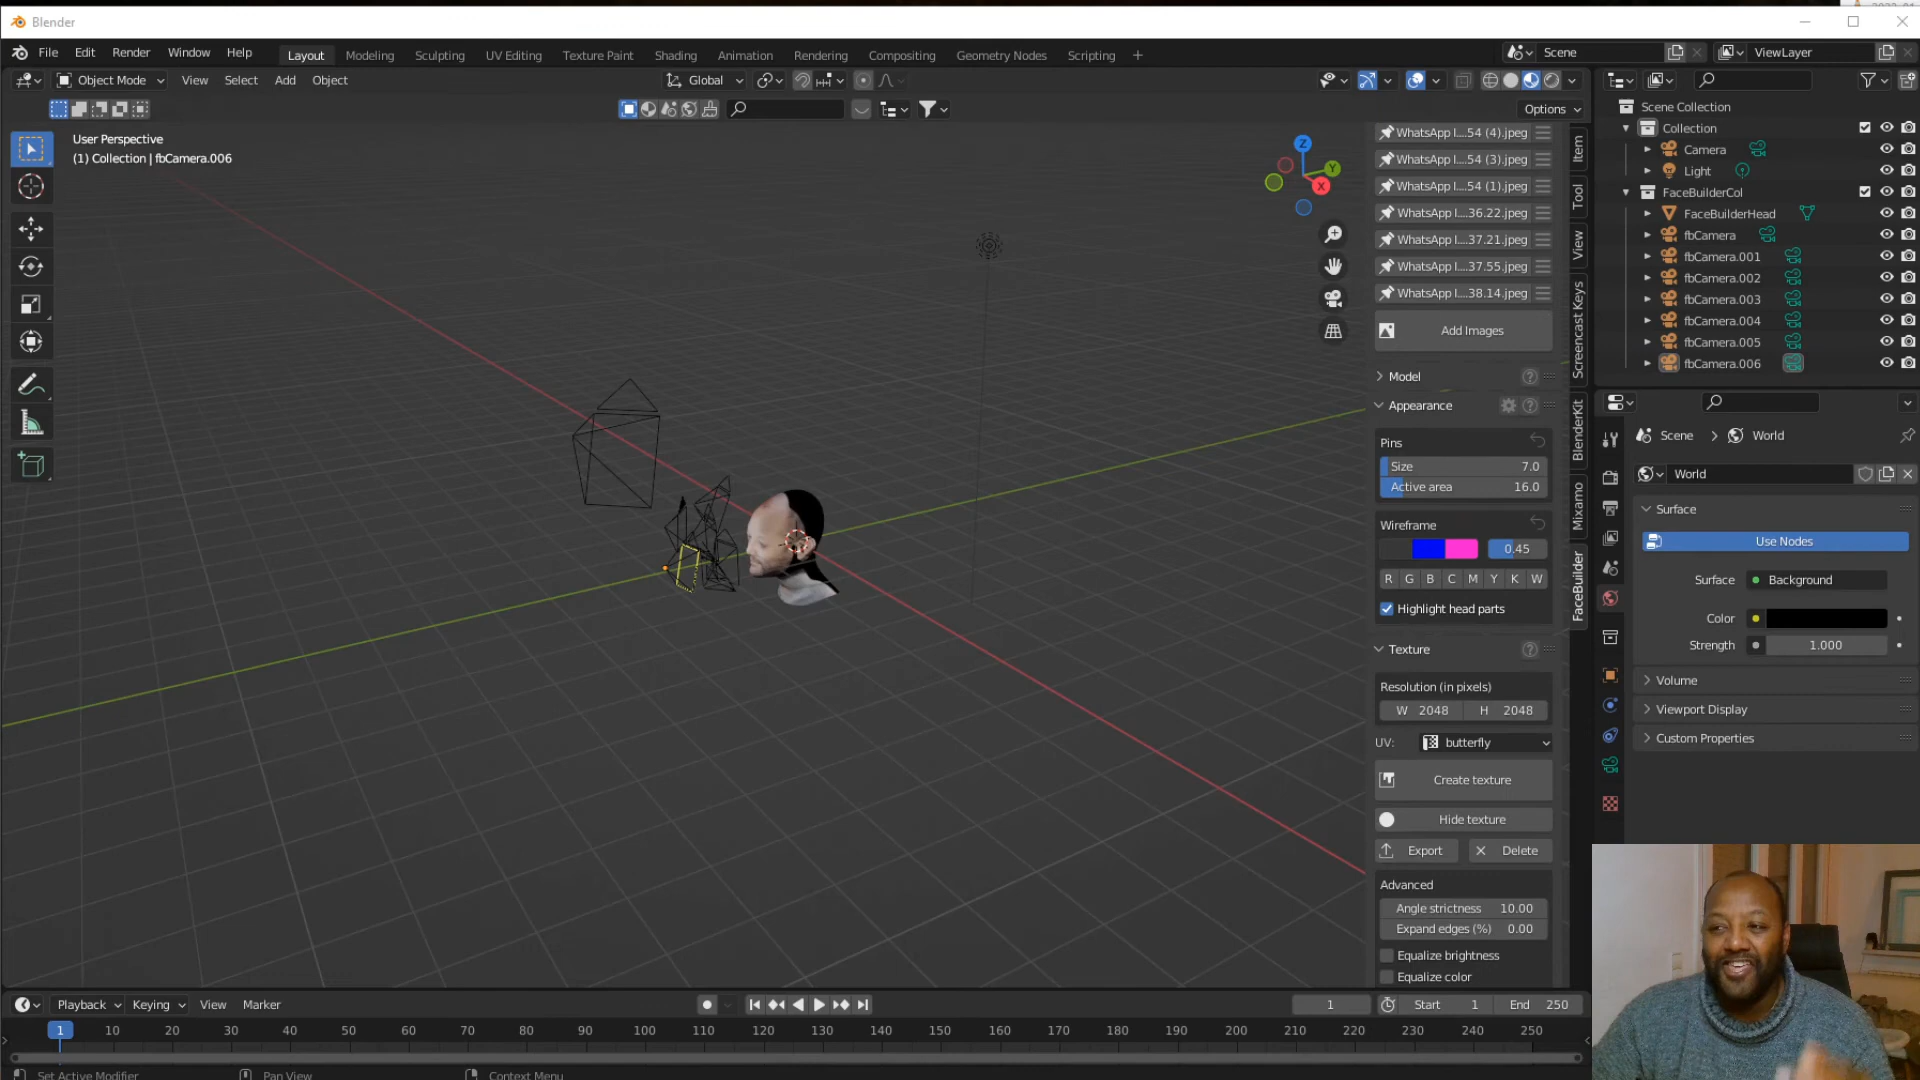 Blender
File Edit Render Window Help
Layout Modeling Sculpting UV Editing Texture Paint Shading Animation Rendering Compositing Geometry Nodes Scripting +
Scene
ViewLayer
Object Mode View Select Add Object
Global
Options
User Perspective
(1) Collection | fbCamera.006
Z
Y
X
WhatsApp I....54 (4).jpeg
WhatsApp I....54 (3).jpeg
WhatsApp I....54 (1).jpeg
WhatsApp I....36.22.jpeg
WhatsApp I....37.21.jpeg
WhatsApp I....37.55.jpeg
WhatsApp I....38.14.jpeg
Add Images
Model
Appearance
Pins
Size 7.0
Active area 16.0
Wireframe
0.45
R G B C M Y K W
Highlight head parts
Texture
Resolution (in pixels)
W 2048 H 2048
UV: butterfly
Create texture
Hide texture
Export Delete
Advanced
Angle strictness 10.00
Expand edges (%) 0.00
Equalize brightness
Equalize color
Item
Tool
View
Screencast Keys
BlenderKit
Mixamo
FaceBuilder
Scene Collection
Collection
Camera
Light
FaceBuilderCol
FaceBuilderHead
fbCamera
fbCamera.001
fbCamera.002
fbCamera.003
fbCamera.004
fbCamera.005
fbCamera.006
Scene > World
World
Surface
Use Nodes
Surface Background
Color
Strength 1.000
Volume
Viewport Display
Custom Properties
Playback Keying View Marker
1 Start 1 End 250
1 10 20 30 40 50 60 70 80 90 100 110 120 130 140 150 160 170 180 190 200 210 220 230 240 250
Set Active Modifier Pan View Context Menu